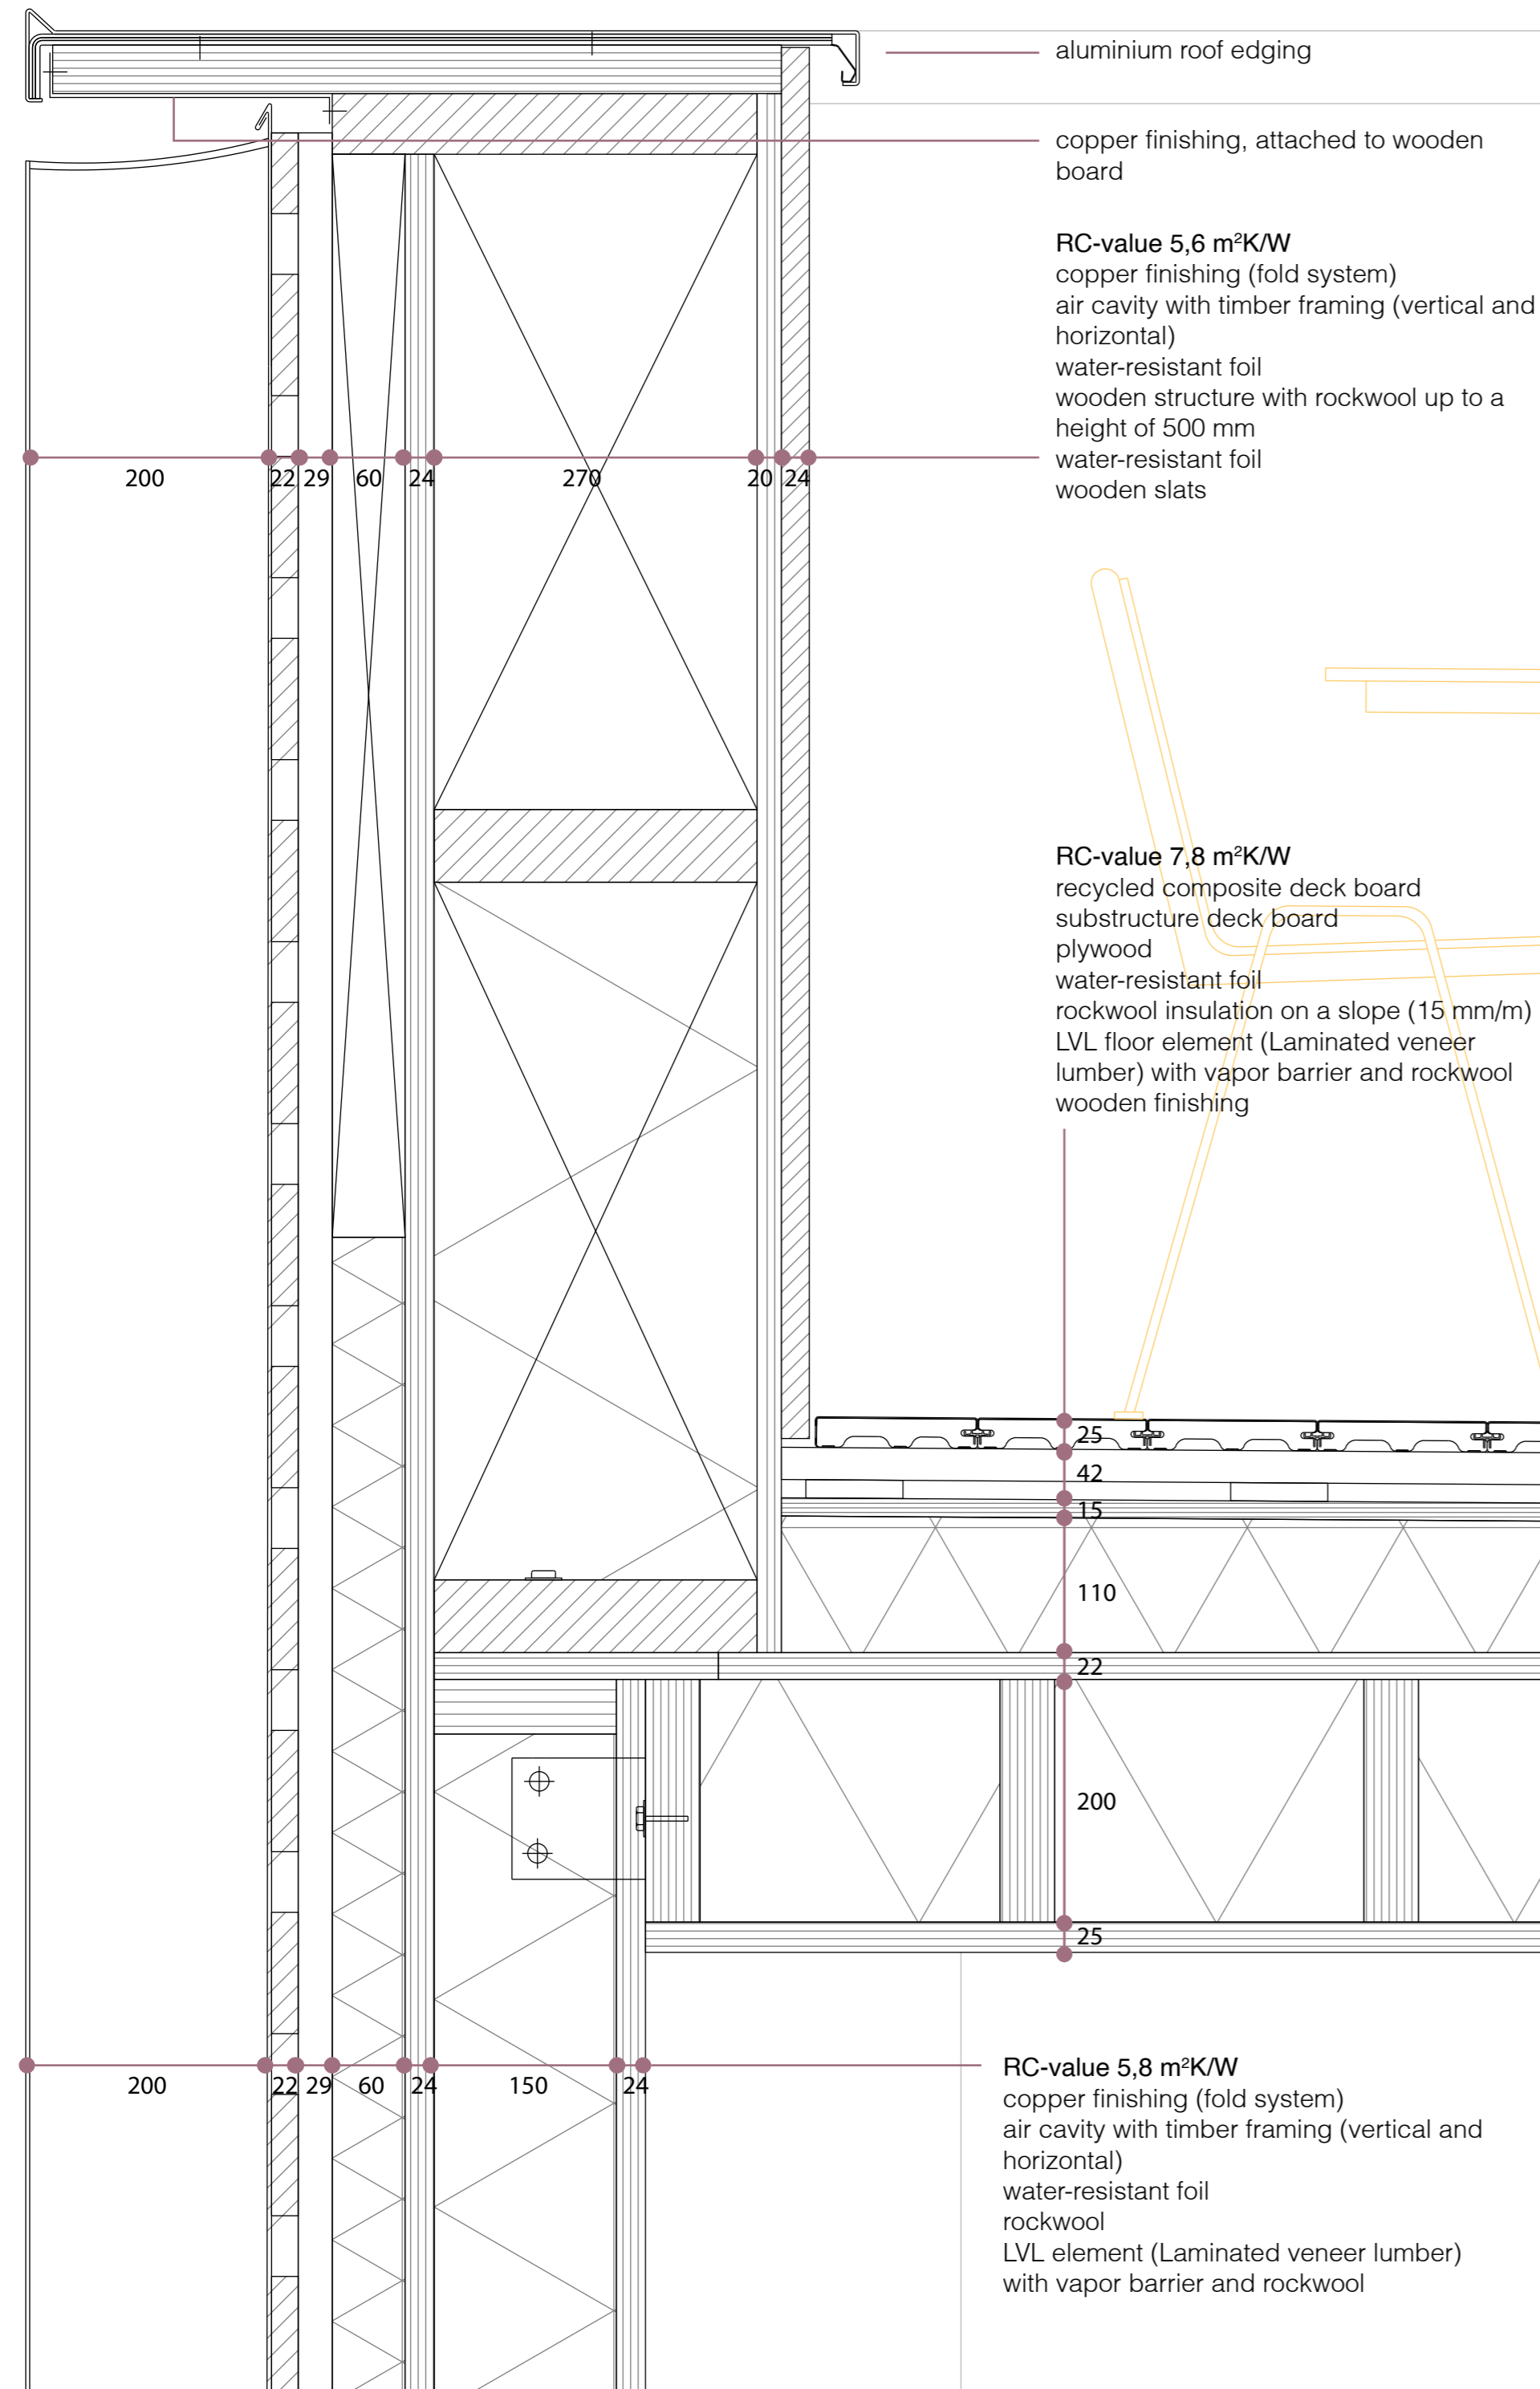 aluminium roof edging
copper finishing, attached to wooden
board
RC-value 5,6 m²K/W
copper finishing (fold system)
air cavity with timber framing (vertical and
horizontal)
water-resistant foil
wooden structure with rockwool up to a
height of 500 mm
water-resistant foil
wooden slats
200 22 29 60 24 270 20 24
RC-value 7,8 m²K/W
recycled composite deck board
substructure deck board
plywood
water-resistant foil
rockwool insulation on a slope (15 mm/m)
LVL floor element (Laminated veneer
lumber) with vapor barrier and rockwool
wooden finishing
25
42
15
110
22
200
25
200 22 29 60 24 150 24
RC-value 5,8 m²K/W
copper finishing (fold system)
air cavity with timber framing (vertical and
horizontal)
water-resistant foil
rockwool
LVL element (Laminated veneer lumber)
with vapor barrier and rockwool